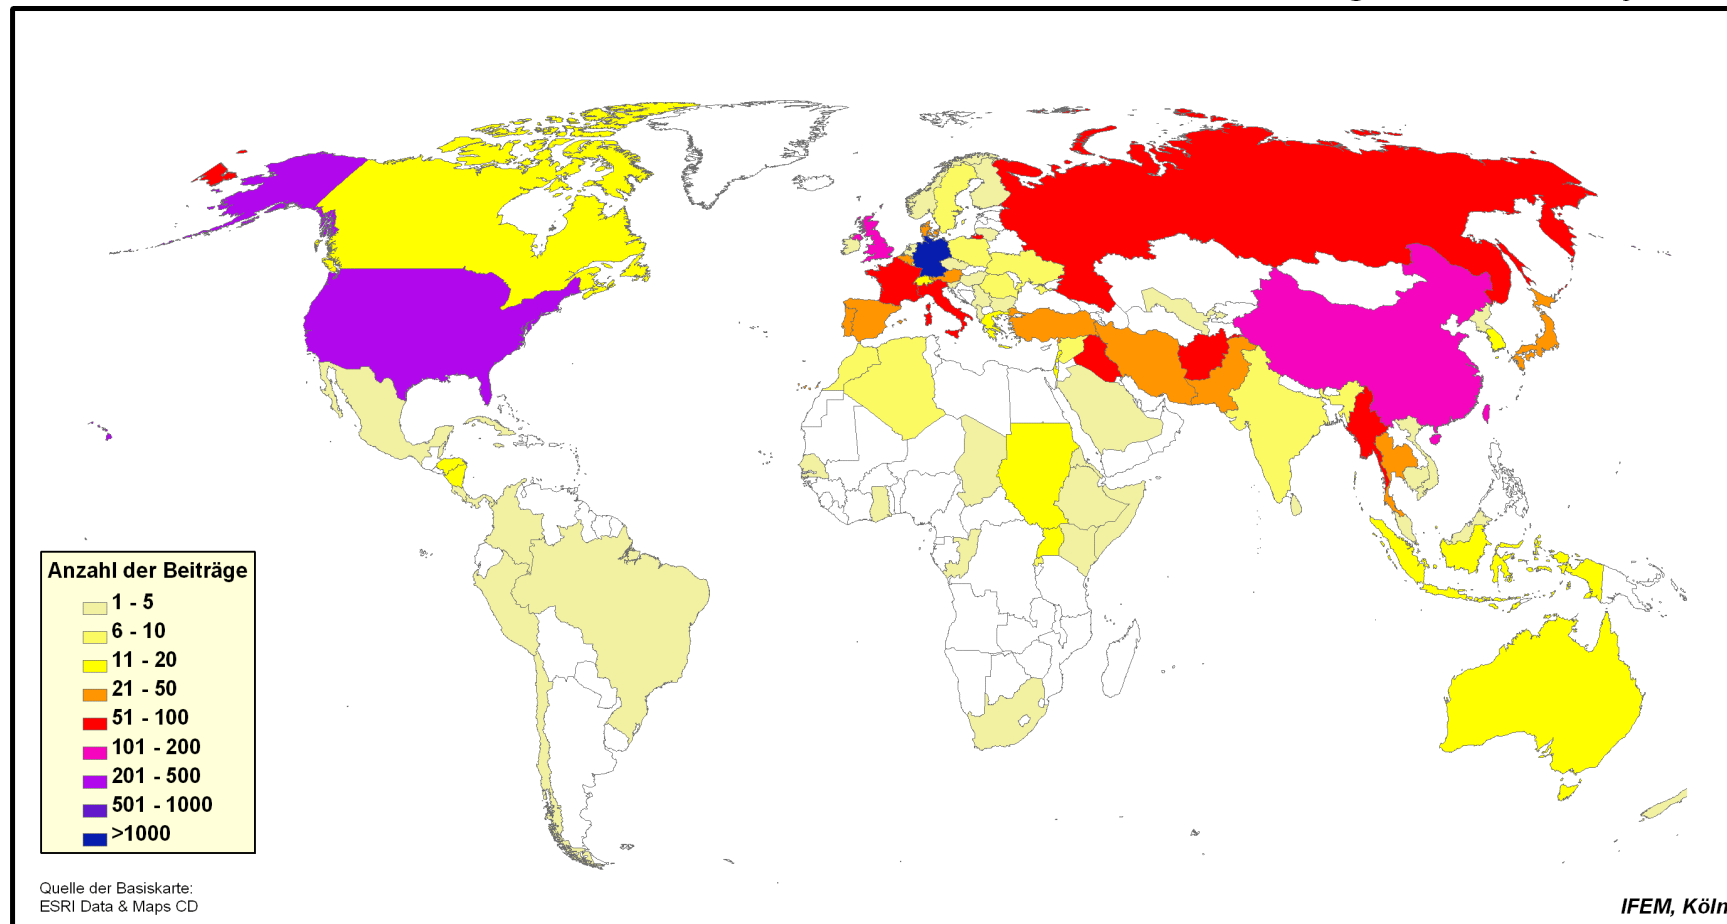 Anzahl der Beiträge
1 - 5
6 - 10
11 - 20
21 - 50
51 - 100
101 - 200
201 - 500
501 - 1000
>1000
Quelle der Basiskarte:
ESRI Data & Maps CD
IFEM, Köln